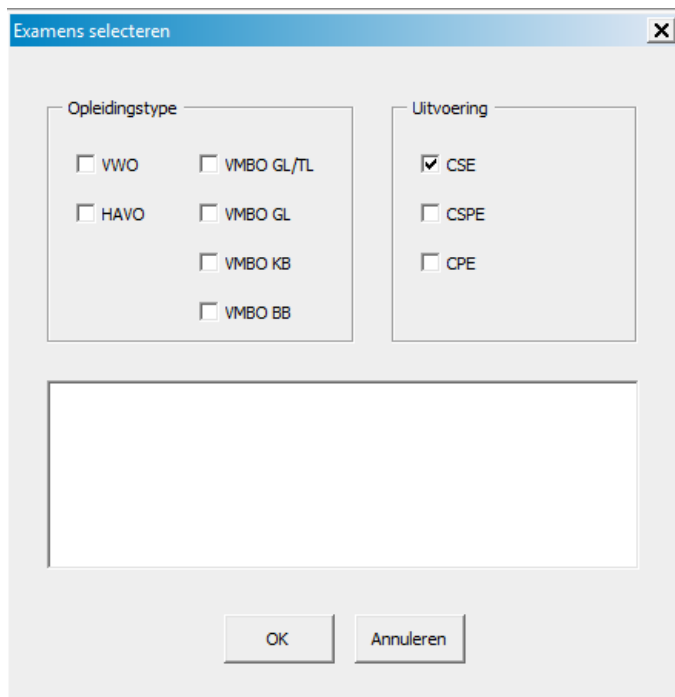 Examens selecteren
Opleidingstype
Uitvoering
VWO
VMBO GL/TL
CSE
HAVO
VMBO GL
CSPE
VMBO KB
CPE
VMBO BB
OK
Annuleren